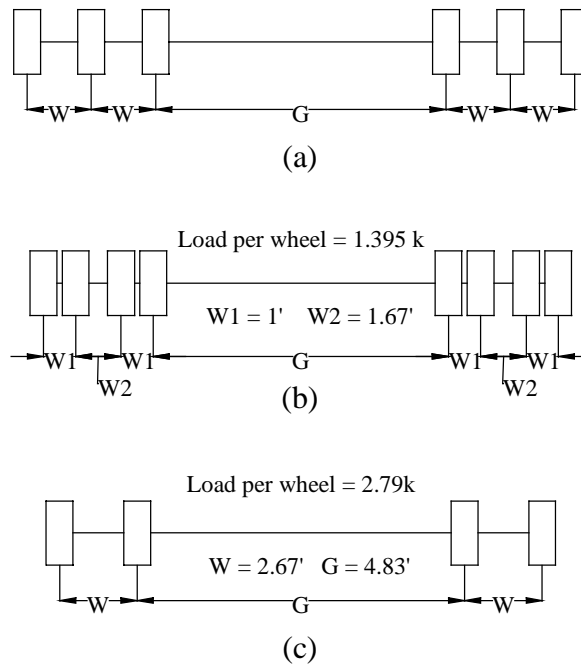 W W G W W
(a)
Load per wheel = 1.395 k
W1 = 1' W2 = 1.67'
W1 W1 G W1 W1
W2 W2
(b)
Load per wheel = 2.79k
W = 2.67' G = 4.83'
W G W
(c)